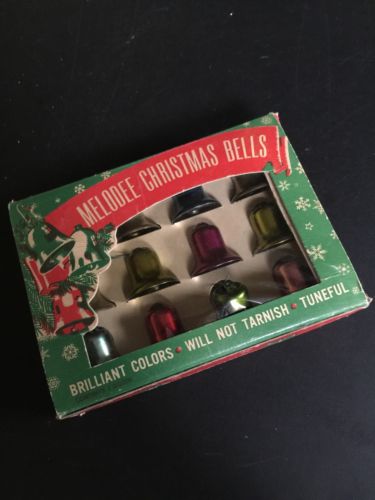 MELODEE CHRISTMAS BELLS
BRILLIANT COLORS • WILL NOT TARNISH • TUNEFUL